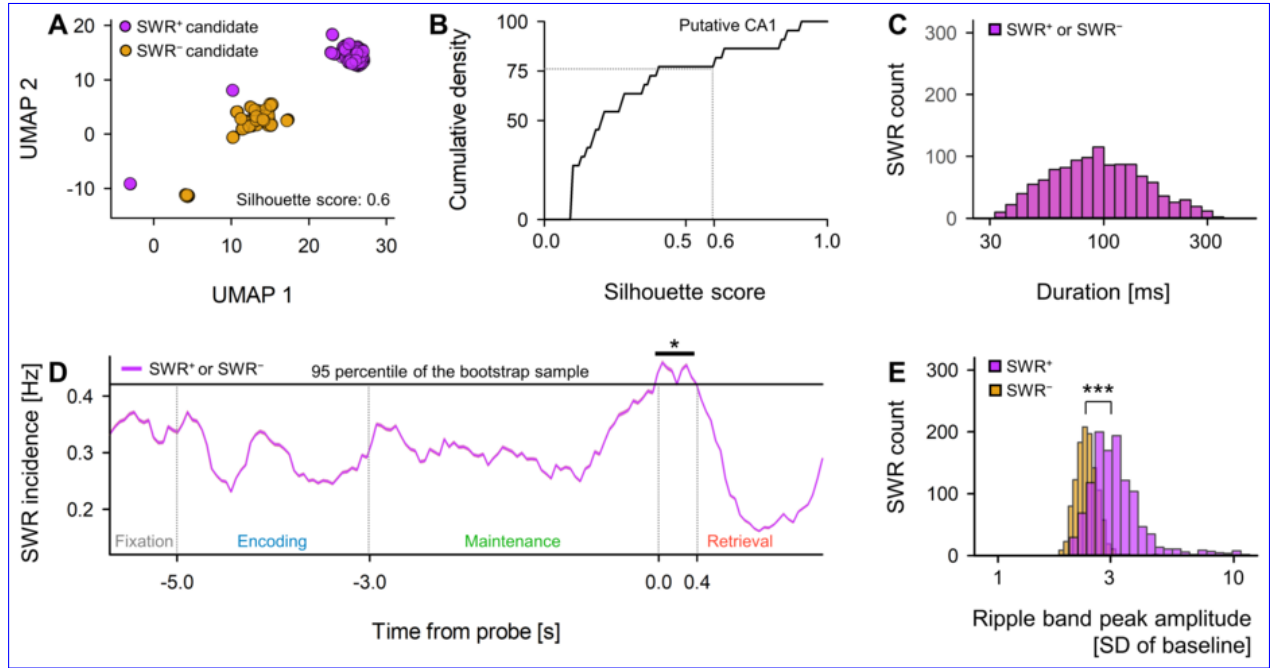 A
SWR⁺ candidate
SWR⁻ candidate
20
10
0
-10
UMAP 2
Silhouette score: 0.6
0
10
20
30
UMAP 1
B
Putative CA1
100
75
50
0
Cumulative density
0.0
0.5
0.6
1.0
Silhouette score
C
SWR⁺ or SWR⁻
300
200
100
0
SWR count
30
100
300
Duration [ms]
D
SWR⁺ or SWR⁻
95 percentile of the bootstrap sample
*
0.4
0.3
0.2
SWR incidence [Hz]
Fixation
Encoding
Maintenance
Retrieval
-5.0
-3.0
0.0
0.4
Time from probe [s]
E
SWR⁺
SWR⁻
***
300
200
100
0
SWR count
1
3
10
Ripple band peak amplitude
[SD of baseline]